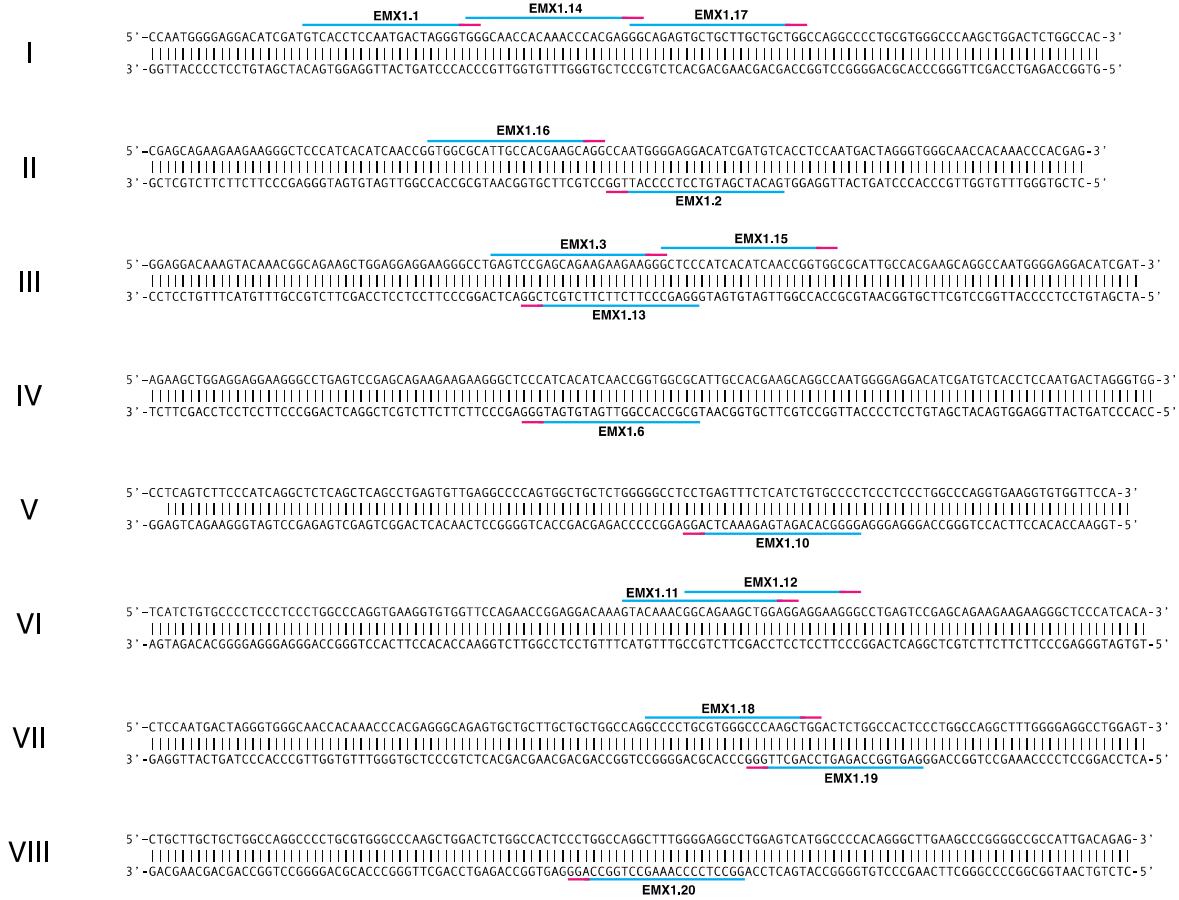 EMX1.1 EMX1.14 EMX1.17
I
5'-CCAATGGGGAGGACATCGATGTCACCTCCAATGACTAGGGTGGGCAACCACAAACCCACGAGGGCAGAGTGCTGCTTGCTGCTGGCCAGGCCCCTGCGTGGGCCCAAGCTGGACTCTGGCCAC-3'
3'-GGTTACCCCTCCTGTAGCTACAGTGGAGGTTACTGATCCCACCCGTTGGTGTTTGGGTGCTCCCGTCTCACGACGAACGACGACCGGTCCGGGGACGCACCCGGGTTCGACCTGAGACCGGTG-5'
EMX1.16
II
5'-CGAGCAGAAGAAGAAGGGCTCCCATCACATCAACCGGTGGCGCATTGCCACGAAGCAGGCCAATGGGGAGGACATCGATGTCACCTCCAATGACTAGGGTGGGCAACCACAAACCCACGAG-3'
3'-GCTCGTCTTCTTCTTCCCGAGGGTAGTGTAGTTGGCCACCGCGTAACGGTGCTTCGTCCGGTTACCCCTCCTGTAGCTACAGTGGAGGTTACTGATCCCACCCGTTGGTGTTTGGGTGCTC-5'
EMX1.2
EMX1.3 EMX1.15
III
5'-GGAGGACAAAGTACAAACGGCAGAAGCTGGAGGAGGAAGGGCCTGAGTCCGAGCAGAAGAAGAAGGGCTCCCATCACATCAACCGGTGGCGCATTGCCACGAAGCAGGCCAATGGGGAGGACATCGAT-3'
3'-CCTCCTGTTTCATGTTTGCCGTCTTCGACCTCCTCCTTCCCGGACTCAGGCTCGTCTTCTTCTTCCCGAGGGTAGTGTAGTTGGCCACCGCGTAACGGTGCTTCGTCCGGTTACCCCTCCTGTAGCTA-5'
EMX1.13
IV
5'-AGAAGCTGGAGGAGGAAGGGCCTGAGTCCGAGCAGAAGAAGAAGGGCTCCCATCACATCAACCGGTGGCGCATTGCCACGAAGCAGGCCAATGGGGAGGACATCGATGTCACCTCCAATGACTAGGGTGG-3'
3'-TCTTCGACCTCCTCCTTCCCGGACTCAGGCTCGTCTTCTTCTTCCCGAGGGTAGTGTAGTTGGCCACCGCGTAACGGTGCTTCGTCCGGTTACCCCTCCTGTAGCTACAGTGGAGGTTACTGATCCCACC-5'
EMX1.6
V
5'-CCTCAGTCTTCCCATCAGGCTCTCAGCTCAGCCTGAGTGTTGAGGCCCCAGTGGCTGCTCTGGGGGCCTCCTGAGTTTCTCATCTGTGCCCCTCCCTCCCTGGCCCAGGTGAAGGTGTGGTTCCA-3'
3'-GGAGTCAGAAGGGTAGTCCGAGAGTCGAGTCGGACTCACAACTCCGGGGTCACCGACGAGACCCCCGGAGGACTCAAAGAGTAGACACGGGGAGGGAGGGACCGGGTCCACTTCCACACCAAGGT-5'
EMX1.10
EMX1.12
EMX1.11
VI
5'-TCATCTGTGCCCCTCCCTCCCTGGCCCAGGTGAAGGTGTGGTTCCAGAACCGGAGGACAAAGTACAAACGGCAGAAGCTGGAGGAGGAAGGGCCTGAGTCCGAGCAGAAGAAGAAGGGCTCCCATCACA-3'
3'-AGTAGACACGGGGAGGGAGGGACCGGGTCCACTTCCACACCAAGGTCTTGGCCTCCTGTTTCATGTTTGCCGTCTTCGACCTCCTCCTTCCCGGACTCAGGCTCGTCTTCTTCTTCCCGAGGGTAGTGT-5'
EMX1.18
VII
5'-CTCCAATGACTAGGGTGGGCAACCACAAACCCACGAGGGCAGAGTGCTGCTTGCTGCTGGCCAGGCCCCTGCGTGGGCCCAAGCTGGACTCTGGCCACTCCCTGGCCAGGCTTTGGGGAGGCCTGGAGT-3'
3'-GAGGTTACTGATCCCACCCGTTGGTGTTTGGGTGCTCCCGTCTCACGACGAACGACGACCGGTCCGGGGACGCACCCGGGTTCGACCTGAGACCGGTGAGGGACCGGTCCGAAACCCCTCCGGACCTCA-5'
EMX1.19
VIII
5'-CTGCTTGCTGCTGGCCAGGCCCCTGCGTGGGCCCAAGCTGGACTCTGGCCACTCCCTGGCCAGGCTTTGGGGAGGCCTGGAGTCATGGCCCCACAGGGCTTGAAGCCCGGGGCCGCCATTGACAGAG-3'
3'-GACGAACGACGACCGGTCCGGGGACGCACCCGGGTTCGACCTGAGACCGGTGAGGGACCGGTCCGAAACCCCTCCGGACCTCAGTACCGGGGTGTCCCGAACTTCGGGCCCCGGCGGTAACTGTCTC-5'
EMX1.20